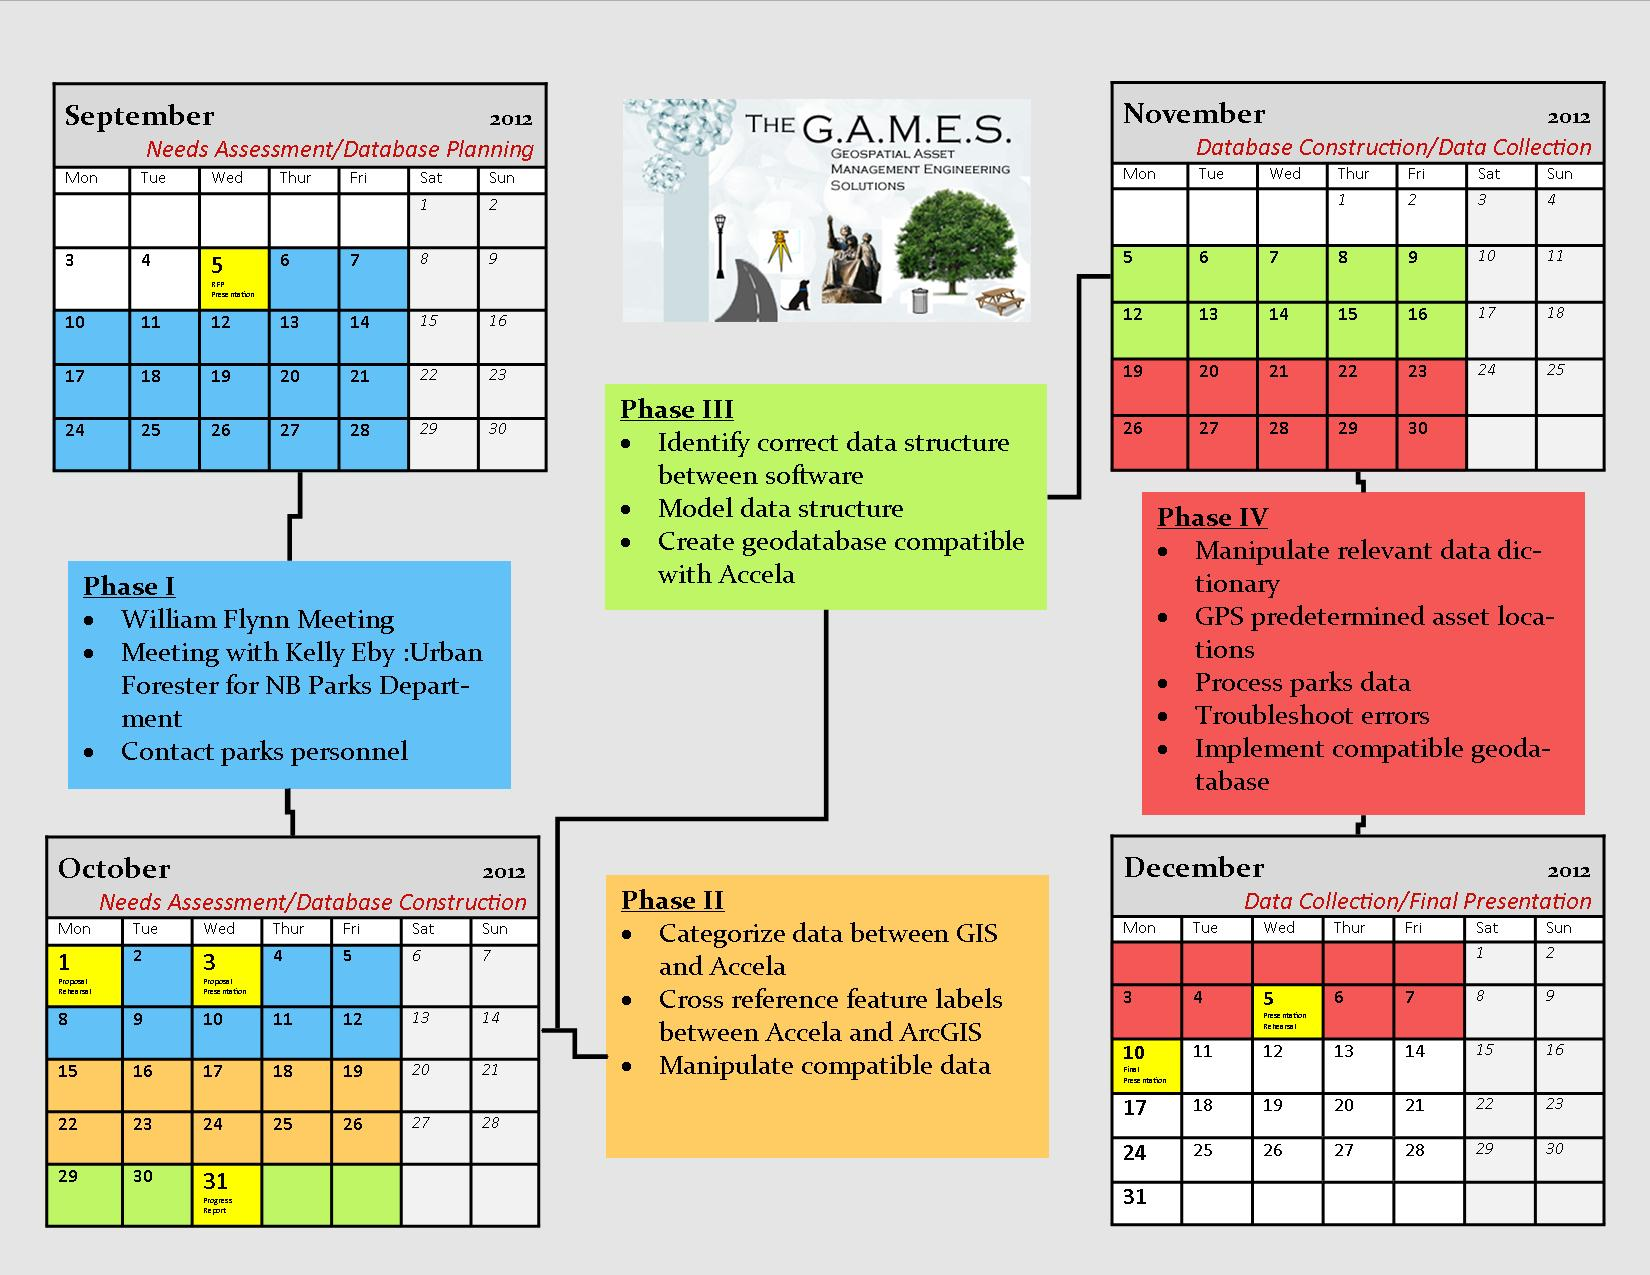 September 2012
Needs Assessment/Database Planning
Mon Tue Wed Thur Fri Sat Sun
1 2
3 4 5 6 7 8 9
RFP
Presentation
10 11 12 13 14 15 16
17 18 19 20 21 22 23
24 25 26 27 28 29 30
THE G.A.M.E.S.
GEOSPATIAL ASSET
MANAGEMENT ENGINEERING
SOLUTIONS
November 2012
Database Construction/Data Collection
Mon Tue Wed Thur Fri Sat Sun
1 2 3 4
5 6 7 8 9 10 11
12 13 14 15 16 17 18
19 20 21 22 23 24 25
26 27 28 29 30
Phase I
• William Flynn Meeting
• Meeting with Kelly Eby :Urban
Forester for NB Parks Depart-
ment
• Contact parks personnel
Phase III
• Identify correct data structure
between software
• Model data structure
• Create geodatabase compatible
with Accela
Phase IV
• Manipulate relevant data dic-
tionary
• GPS predetermined asset loca-
tions
• Process parks data
• Troubleshoot errors
• Implement compatible geoda-
tabase
October 2012
Needs Assessment/Database Construction
Mon Tue Wed Thur Fri Sat Sun
1 2 3 4 5 6 7
Proposal Proposal
Rehearsal Presentation
8 9 10 11 12 13 14
15 16 17 18 19 20 21
22 23 24 25 26 27 28
29 30 31
Progress
Report
Phase II
• Categorize data between GIS
and Accela
• Cross reference feature labels
between Accela and ArcGIS
• Manipulate compatible data
December 2012
Data Collection/Final Presentation
Mon Tue Wed Thur Fri Sat Sun
1 2
3 4 5 6 7 8 9
Presentation
Rehearsal
10 11 12 13 14 15 16
Final
Presentation
17 18 19 20 21 22 23
24 25 26 27 28 29 30
31